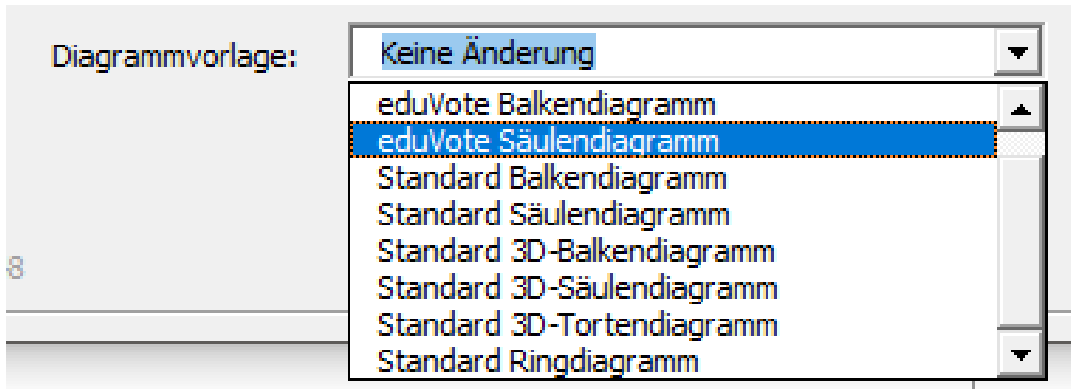 Diagrammvorlage: Keine Änderung
eduVote Balkendiagramm
eduVote Säulendiagramm
Standard Balkendiagramm
Standard Säulendiagramm
Standard 3D-Balkendiagramm
Standard 3D-Säulendiagramm
Standard 3D-Tortendiagramm
Standard Ringdiagramm